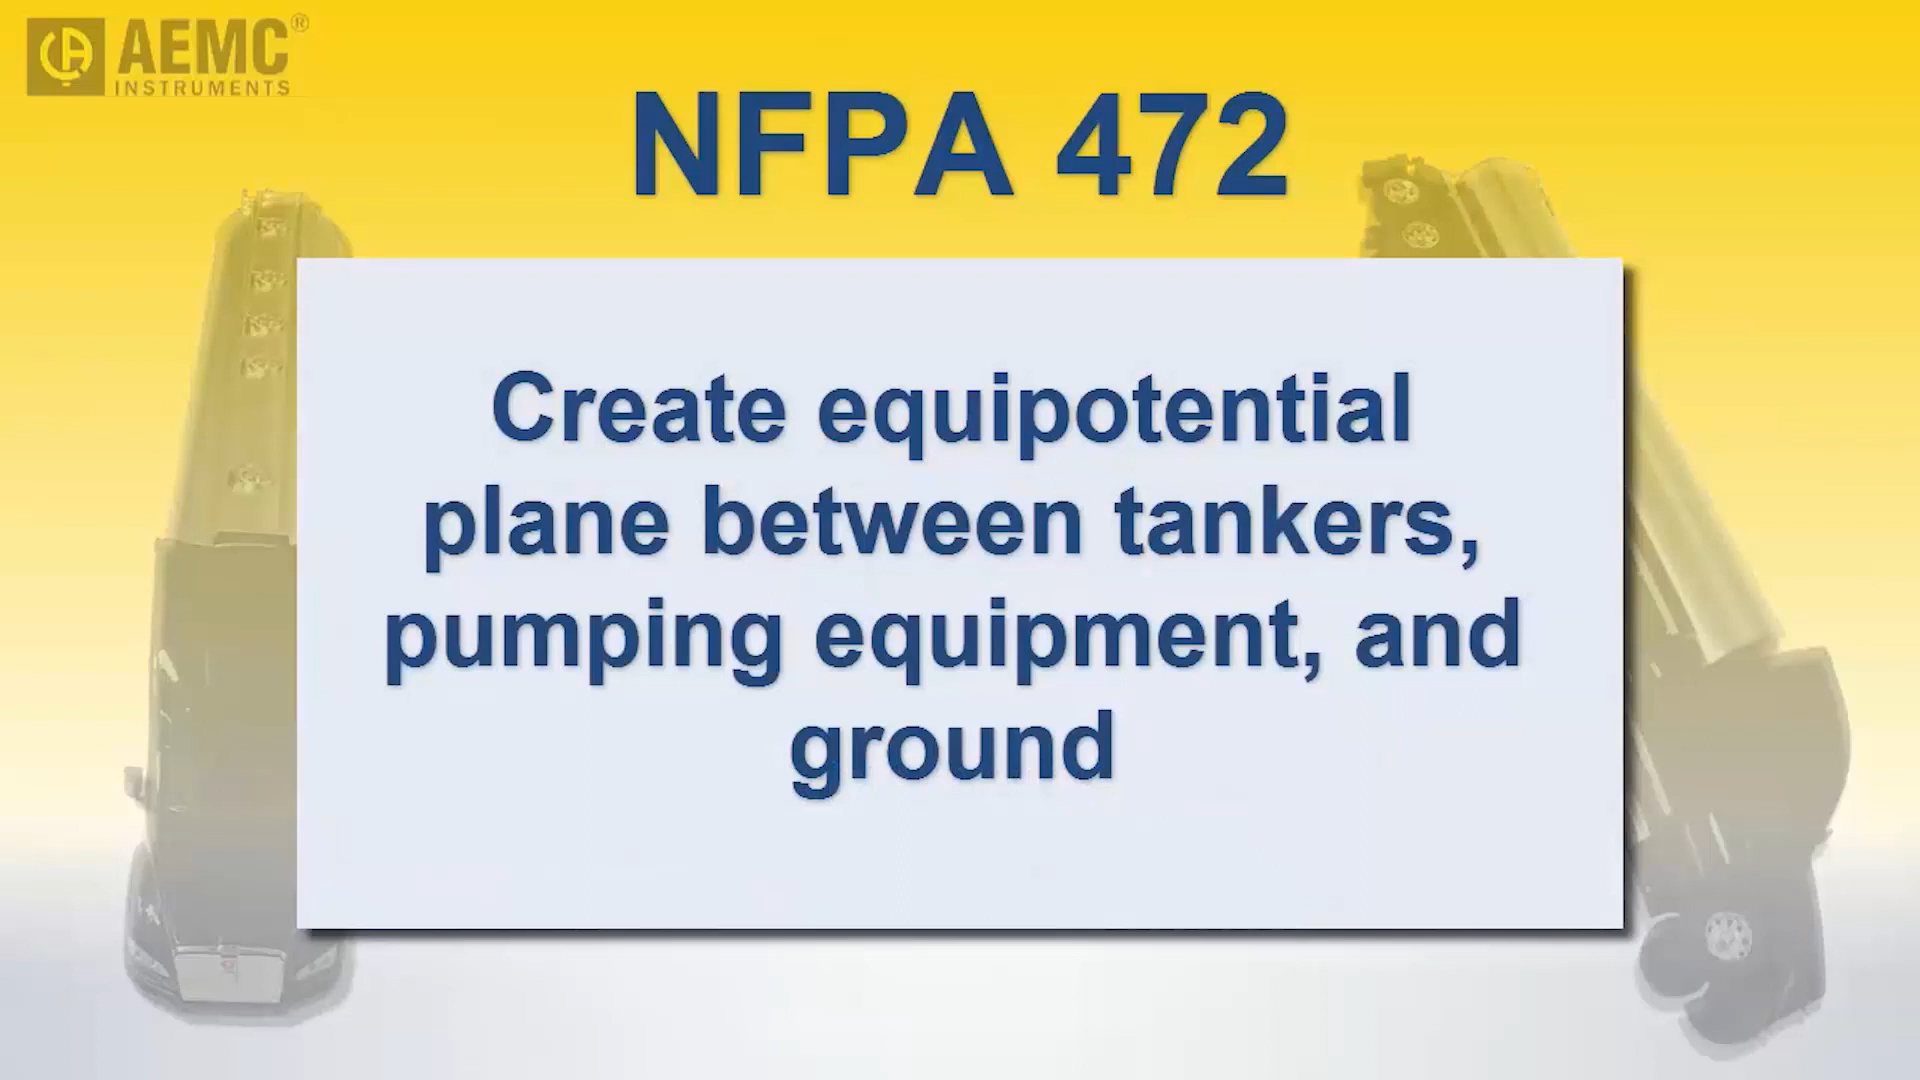 AEMC®
INSTRUMENTS
NFPA 472
Create equipotential
plane between tankers,
pumping equipment, and
ground